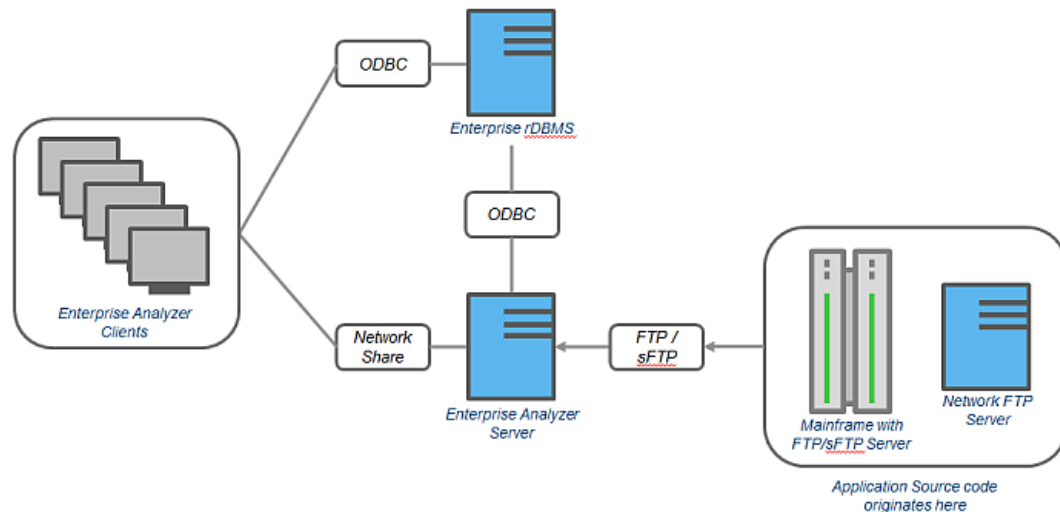 ODBC
Enterprise rDBMS
ODBC
Enterprise Analyzer
Clients
Network
Share
FTP /
sFTP
Enterprise Analyzer
Server
Mainframe with
FTP/sFTP Server
Network FTP
Server
Application Source code
originates here